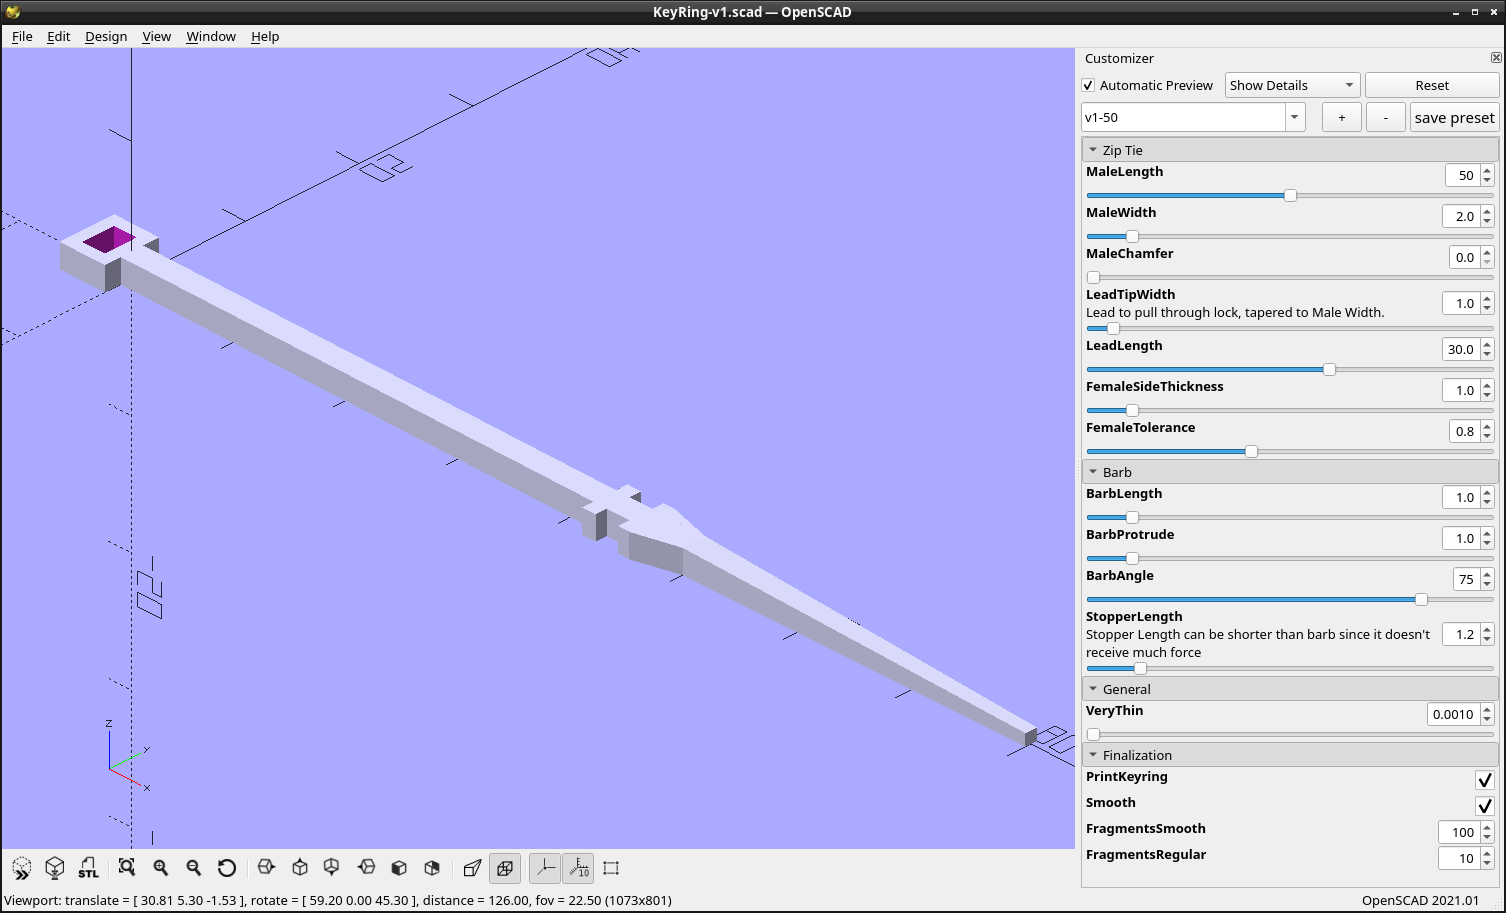 KeyRing-v1.scad — OpenSCAD
File Edit Design View Window Help
Customizer
Automatic Preview Show Details Reset
v1-50 + - save preset
Zip Tie
MaleLength 50
MaleWidth 2.0
MaleChamfer 0.0
LeadTipWidth
Lead to pull through lock, tapered to Male Width. 1.0
LeadLength 30.0
FemaleSideThickness 1.0
FemaleTolerance 0.8
Barb
BarbLength 1.0
BarbProtrude 1.0
BarbAngle 75
StopperLength
Stopper Length can be shorter than barb since it doesn't 1.2
receive much force
General
VeryThin 0.0010
Finalization
PrintKeyring
Smooth
FragmentsSmooth 100
FragmentsRegular 10
z
y
x
STL
10
Viewport: translate = [ 30.81 5.30 -1.53 ], rotate = [ 59.20 0.00 45.30 ], distance = 126.00, fov = 22.50 (1073x801) OpenSCAD 2021.01